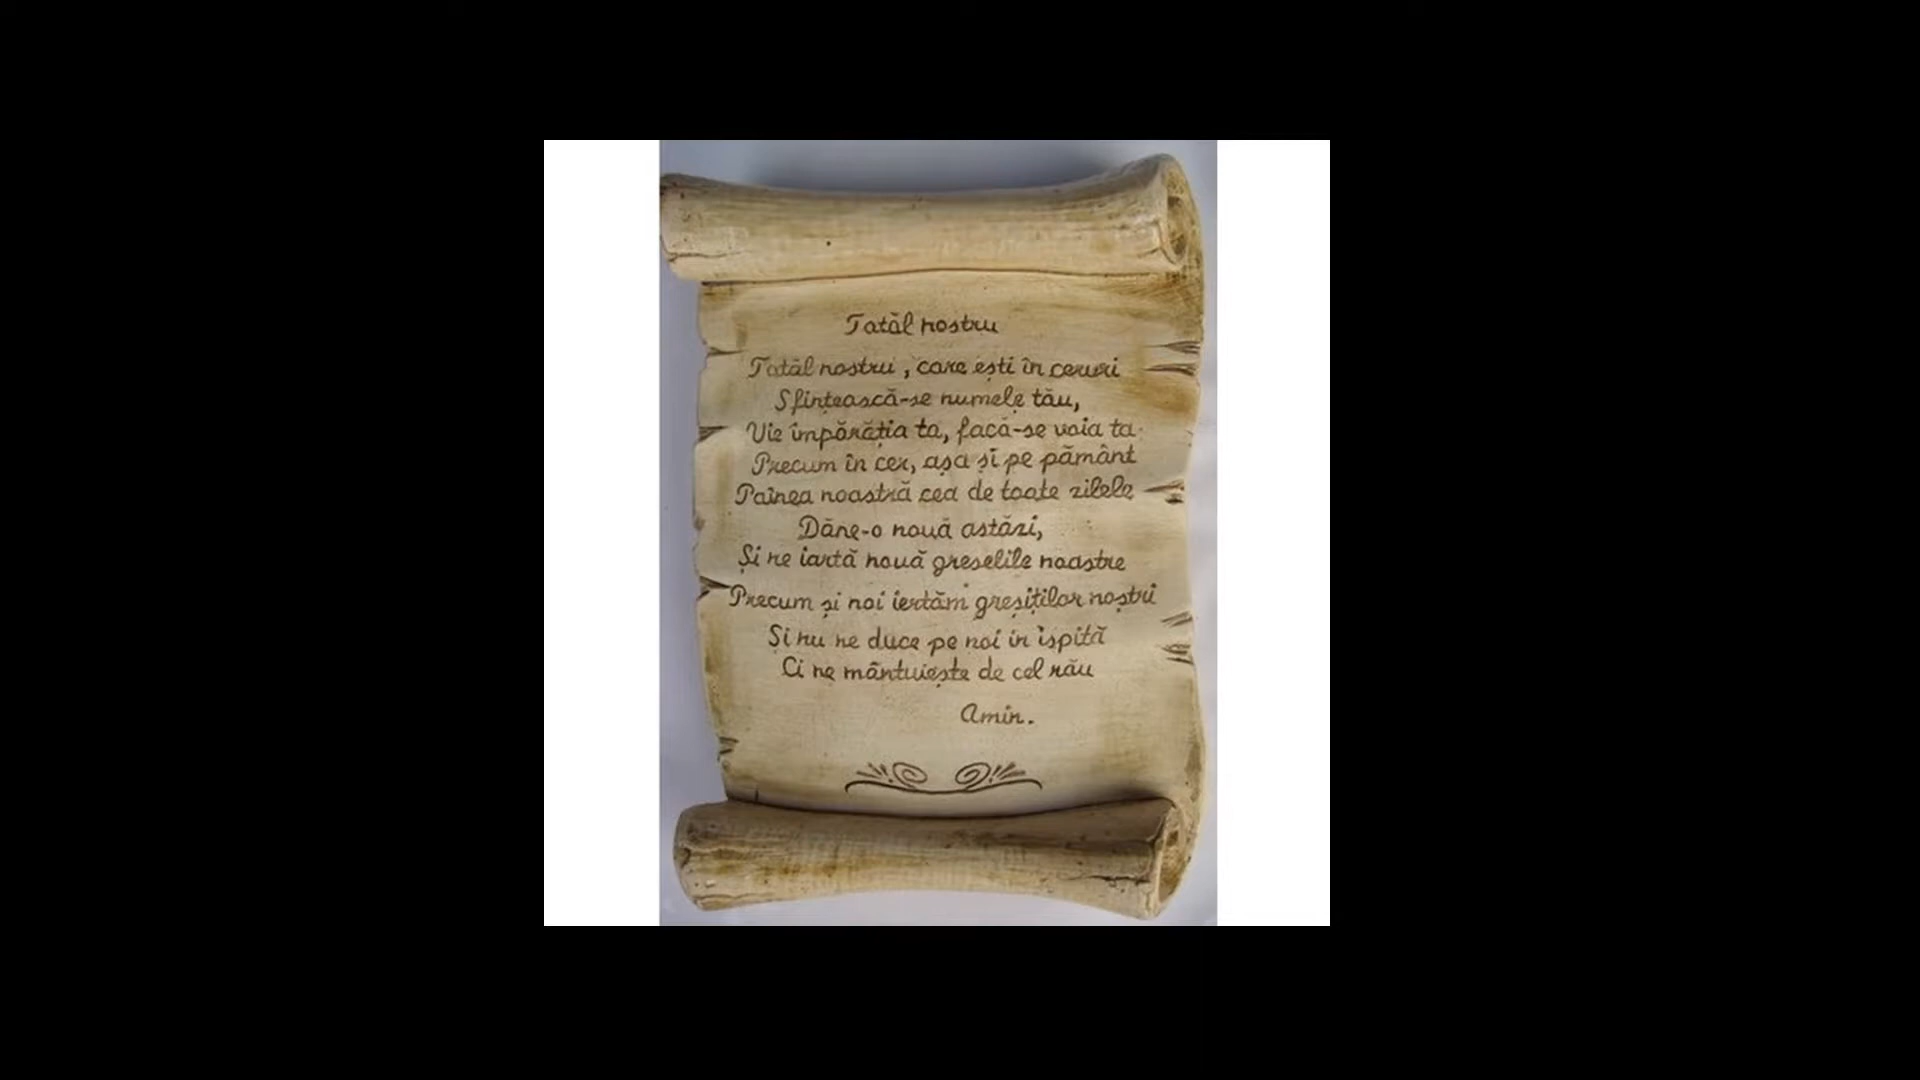 Tatăl nostru
Tatăl nostru, care ești în ceruri
Sfințească-se numele tău,
Vie împărăția ta, facă-se voia ta
Precum în cer, așa și pe pământ
Pâinea noastră cea de toate zilele
Dăne-o nouă astăzi,
Și ne iartă nouă greselile noastre
Precum și noi iertăm greșiților noștri
Și nu ne duce pe noi in ispită
Ci ne mântuiește de cel rău
Amin.